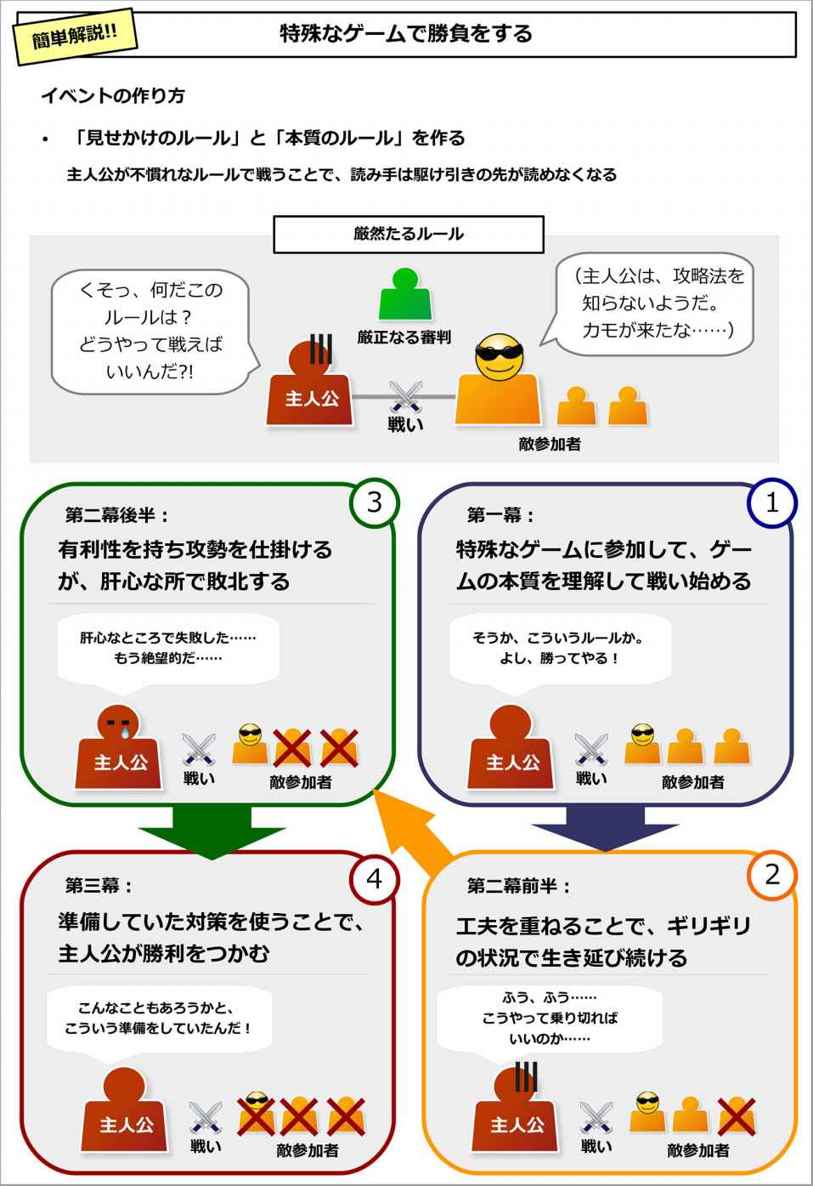 簡単解説!!
特殊なゲームで勝負をする
イベントの作り方
• 「見せかけのルール」と「本質のルール」を作る
主人公が不慣れなルールで戦うことで、読み手は駆け引きの先が読めなくなる
厳然たるルール
くそっ、何だこの
ルールは？
どうやって戦えば
いいんだ?!
（主人公は、攻略法を
知らないようだ。
カモが来たな……）
厳正なる審判
主人公
戦い
敵参加者
1
第一幕：
特殊なゲームに参加して、ゲー
ムの本質を理解して戦い始める
そうか、こういうルールか。
よし、勝ってやる！
主人公
戦い
敵参加者
2
第二幕前半：
工夫を重ねることで、ギリギリ
の状況で生き延び続ける
ふう、ふう……
こうやって乗り切れば
いいのか……
主人公
戦い
敵参加者
3
第二幕後半：
有利性を持ち攻勢を仕掛ける
が、肝心な所で敗北する
肝心なところで失敗した……
もう絶望的だ……
主人公
戦い
敵参加者
4
第三幕：
準備していた対策を使うことで、
主人公が勝利をつかむ
こんなこともあろうかと、
こういう準備をしていたんだ！
主人公
戦い
敵参加者